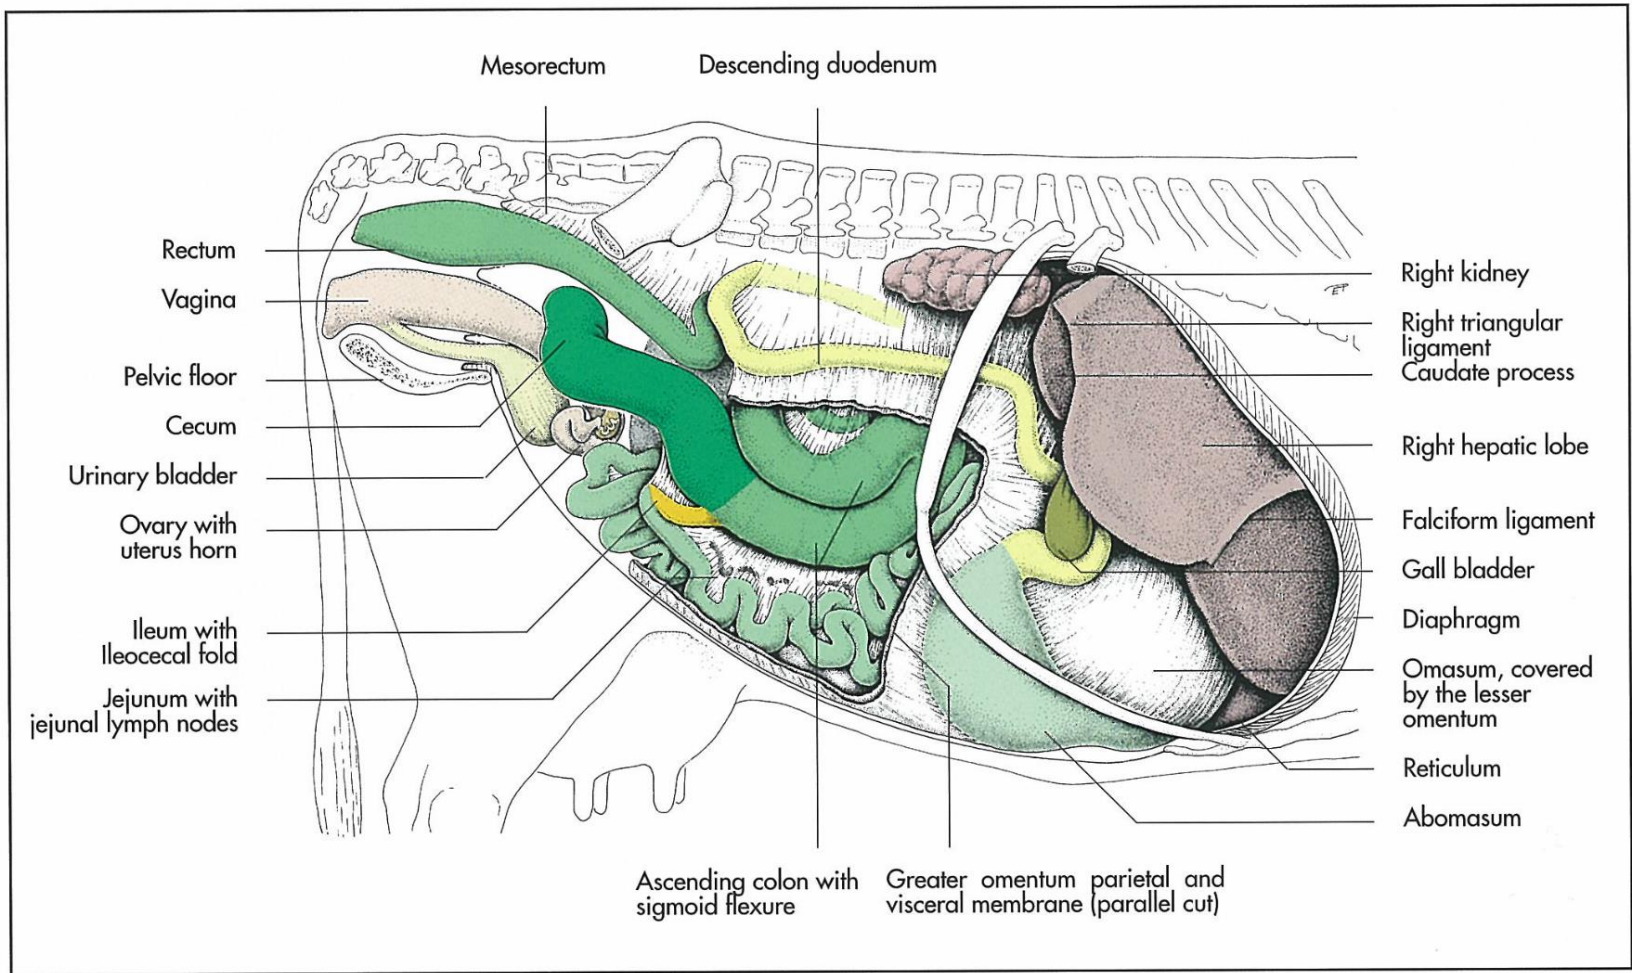 Mesorectum
Descending duodenum
Rectum
Vagina
Pelvic floor
Cecum
Urinary bladder
Ovary with
uterus horn
Ileum with
Ileocecal fold
Jejunum with
jejunal lymph nodes
Right kidney
Right triangular
ligament
Caudate process
Right hepatic lobe
Falciform ligament
Gall bladder
Diaphragm
Omasum, covered
by the lesser
omentum
Reticulum
Abomasum
Ascending colon with
sigmoid flexure
Greater omentum parietal and
visceral membrane (parallel cut)